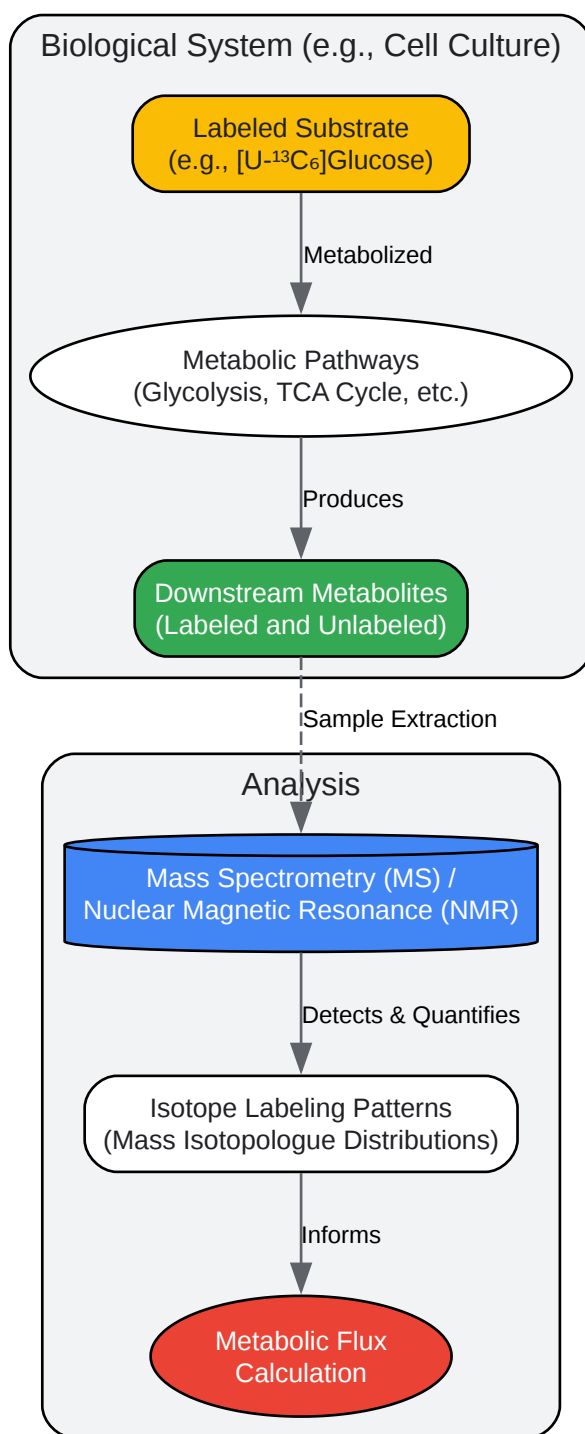 Biological System (e.g., Cell Culture)
Labeled Substrate
(e.g., [U-¹³C₆]Glucose)
Metabolized
Metabolic Pathways
(Glycolysis, TCA Cycle, etc.)
Produces
Downstream Metabolites
(Labeled and Unlabeled)
Sample Extraction
Analysis
Mass Spectrometry (MS) /
Nuclear Magnetic Resonance (NMR)
Detects & Quantifies
Isotope Labeling Patterns
(Mass Isotopologue Distributions)
Informs
Metabolic Flux
Calculation